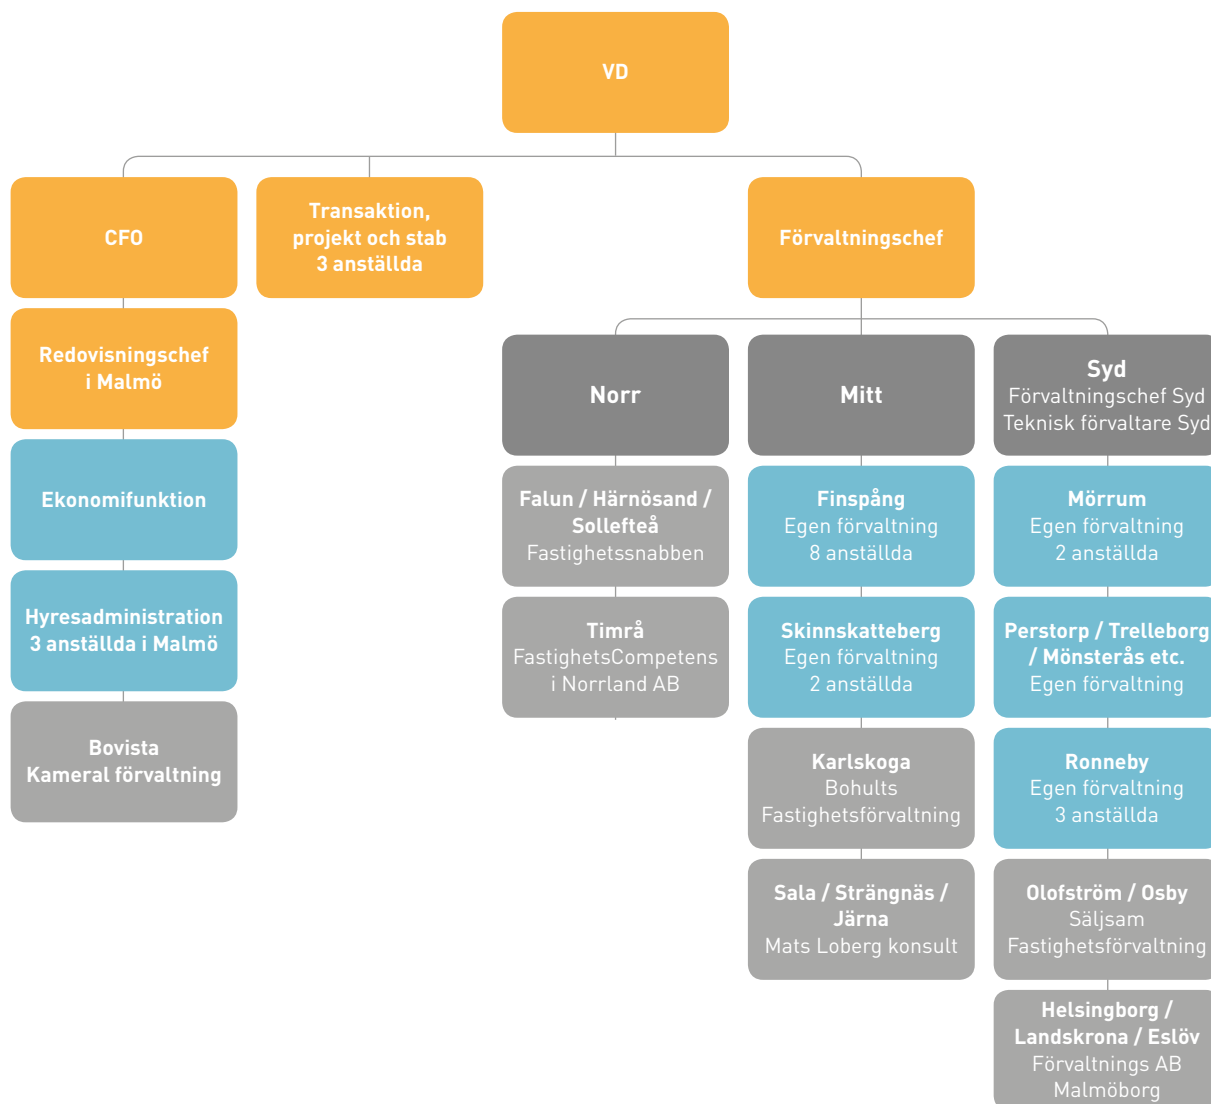 VD
CFO
Transaktion,
projekt och stab
3 anställda
Förvaltningschef
Redovisningschef
i Malmö
Ekonomifunktion
Hyresadministration
3 anställda i Malmö
Bovista
Kameral förvaltning
Norr
Falun / Härnösand /
Sollefteå
Fastighetssnabben
Timrå
FastighetsCompetens
i Norrland AB
Mitt
Finspång
Egen förvaltning
8 anställda
Skinnskatteberg
Egen förvaltning
2 anställda
Karlskoga
Bohults
Fastighetsförvaltning
Sala / Strängnäs /
Järna
Mats Loberg konsult
Syd
Förvaltningschef Syd
Teknisk förvaltare Syd
Mörrum
Egen förvaltning
2 anställda
Perstorp / Trelleborg
/ Mönsterås etc.
Egen förvaltning
Ronneby
Egen förvaltning
3 anställda
Olofström / Osby
Säljsam
Fastighetsförvaltning
Helsingborg /
Landskrona / Eslöv
Förvaltnings AB
Malmöborg